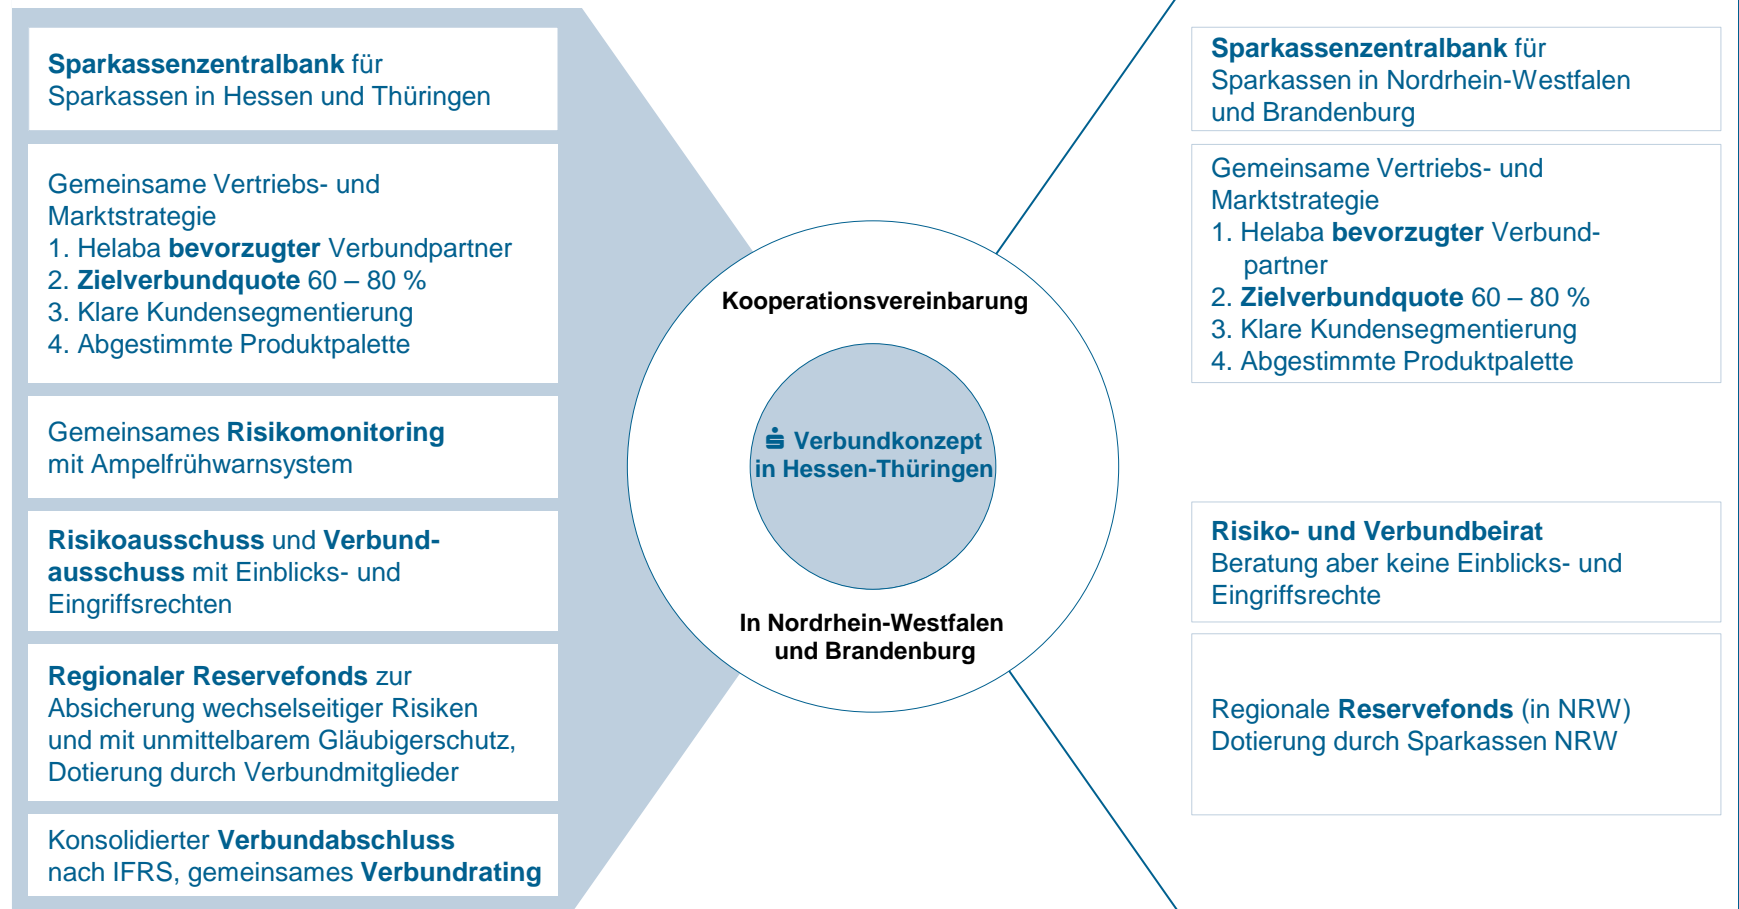 Sparkassenzentralbank für
Sparkassen in Hessen und Thüringen
Gemeinsame Vertriebs- und
Marktstrategie
1. Helaba bevorzugter Verbundpartner
2. Zielverbundquote 60 – 80 %
3. Klare Kundensegmentierung
4. Abgestimmte Produktpalette
Gemeinsames Risikomonitoring
mit Ampelfrühwarnsystem
Risikoausschuss und Verbund-
ausschuss mit Einblicks- und
Eingriffsrechten
Regionaler Reservefonds zur
Absicherung wechselseitiger Risiken
und mit unmittelbarem Gläubigerschutz,
Dotierung durch Verbundmitglieder
Konsolidierter Verbundabschluss
nach IFRS, gemeinsames Verbundrating
Kooperationsvereinbarung
Verbundkonzept
in Hessen-Thüringen
In Nordrhein-Westfalen
und Brandenburg
Sparkassenzentralbank für
Sparkassen in Nordrhein-Westfalen
und Brandenburg
Gemeinsame Vertriebs- und
Marktstrategie
1. Helaba bevorzugter Verbund-
partner
2. Zielverbundquote 60 – 80 %
3. Klare Kundensegmentierung
4. Abgestimmte Produktpalette
Risiko- und Verbundbeirat
Beratung aber keine Einblicks- und
Eingriffsrechte
Regionale Reservefonds (in NRW)
Dotierung durch Sparkassen NRW